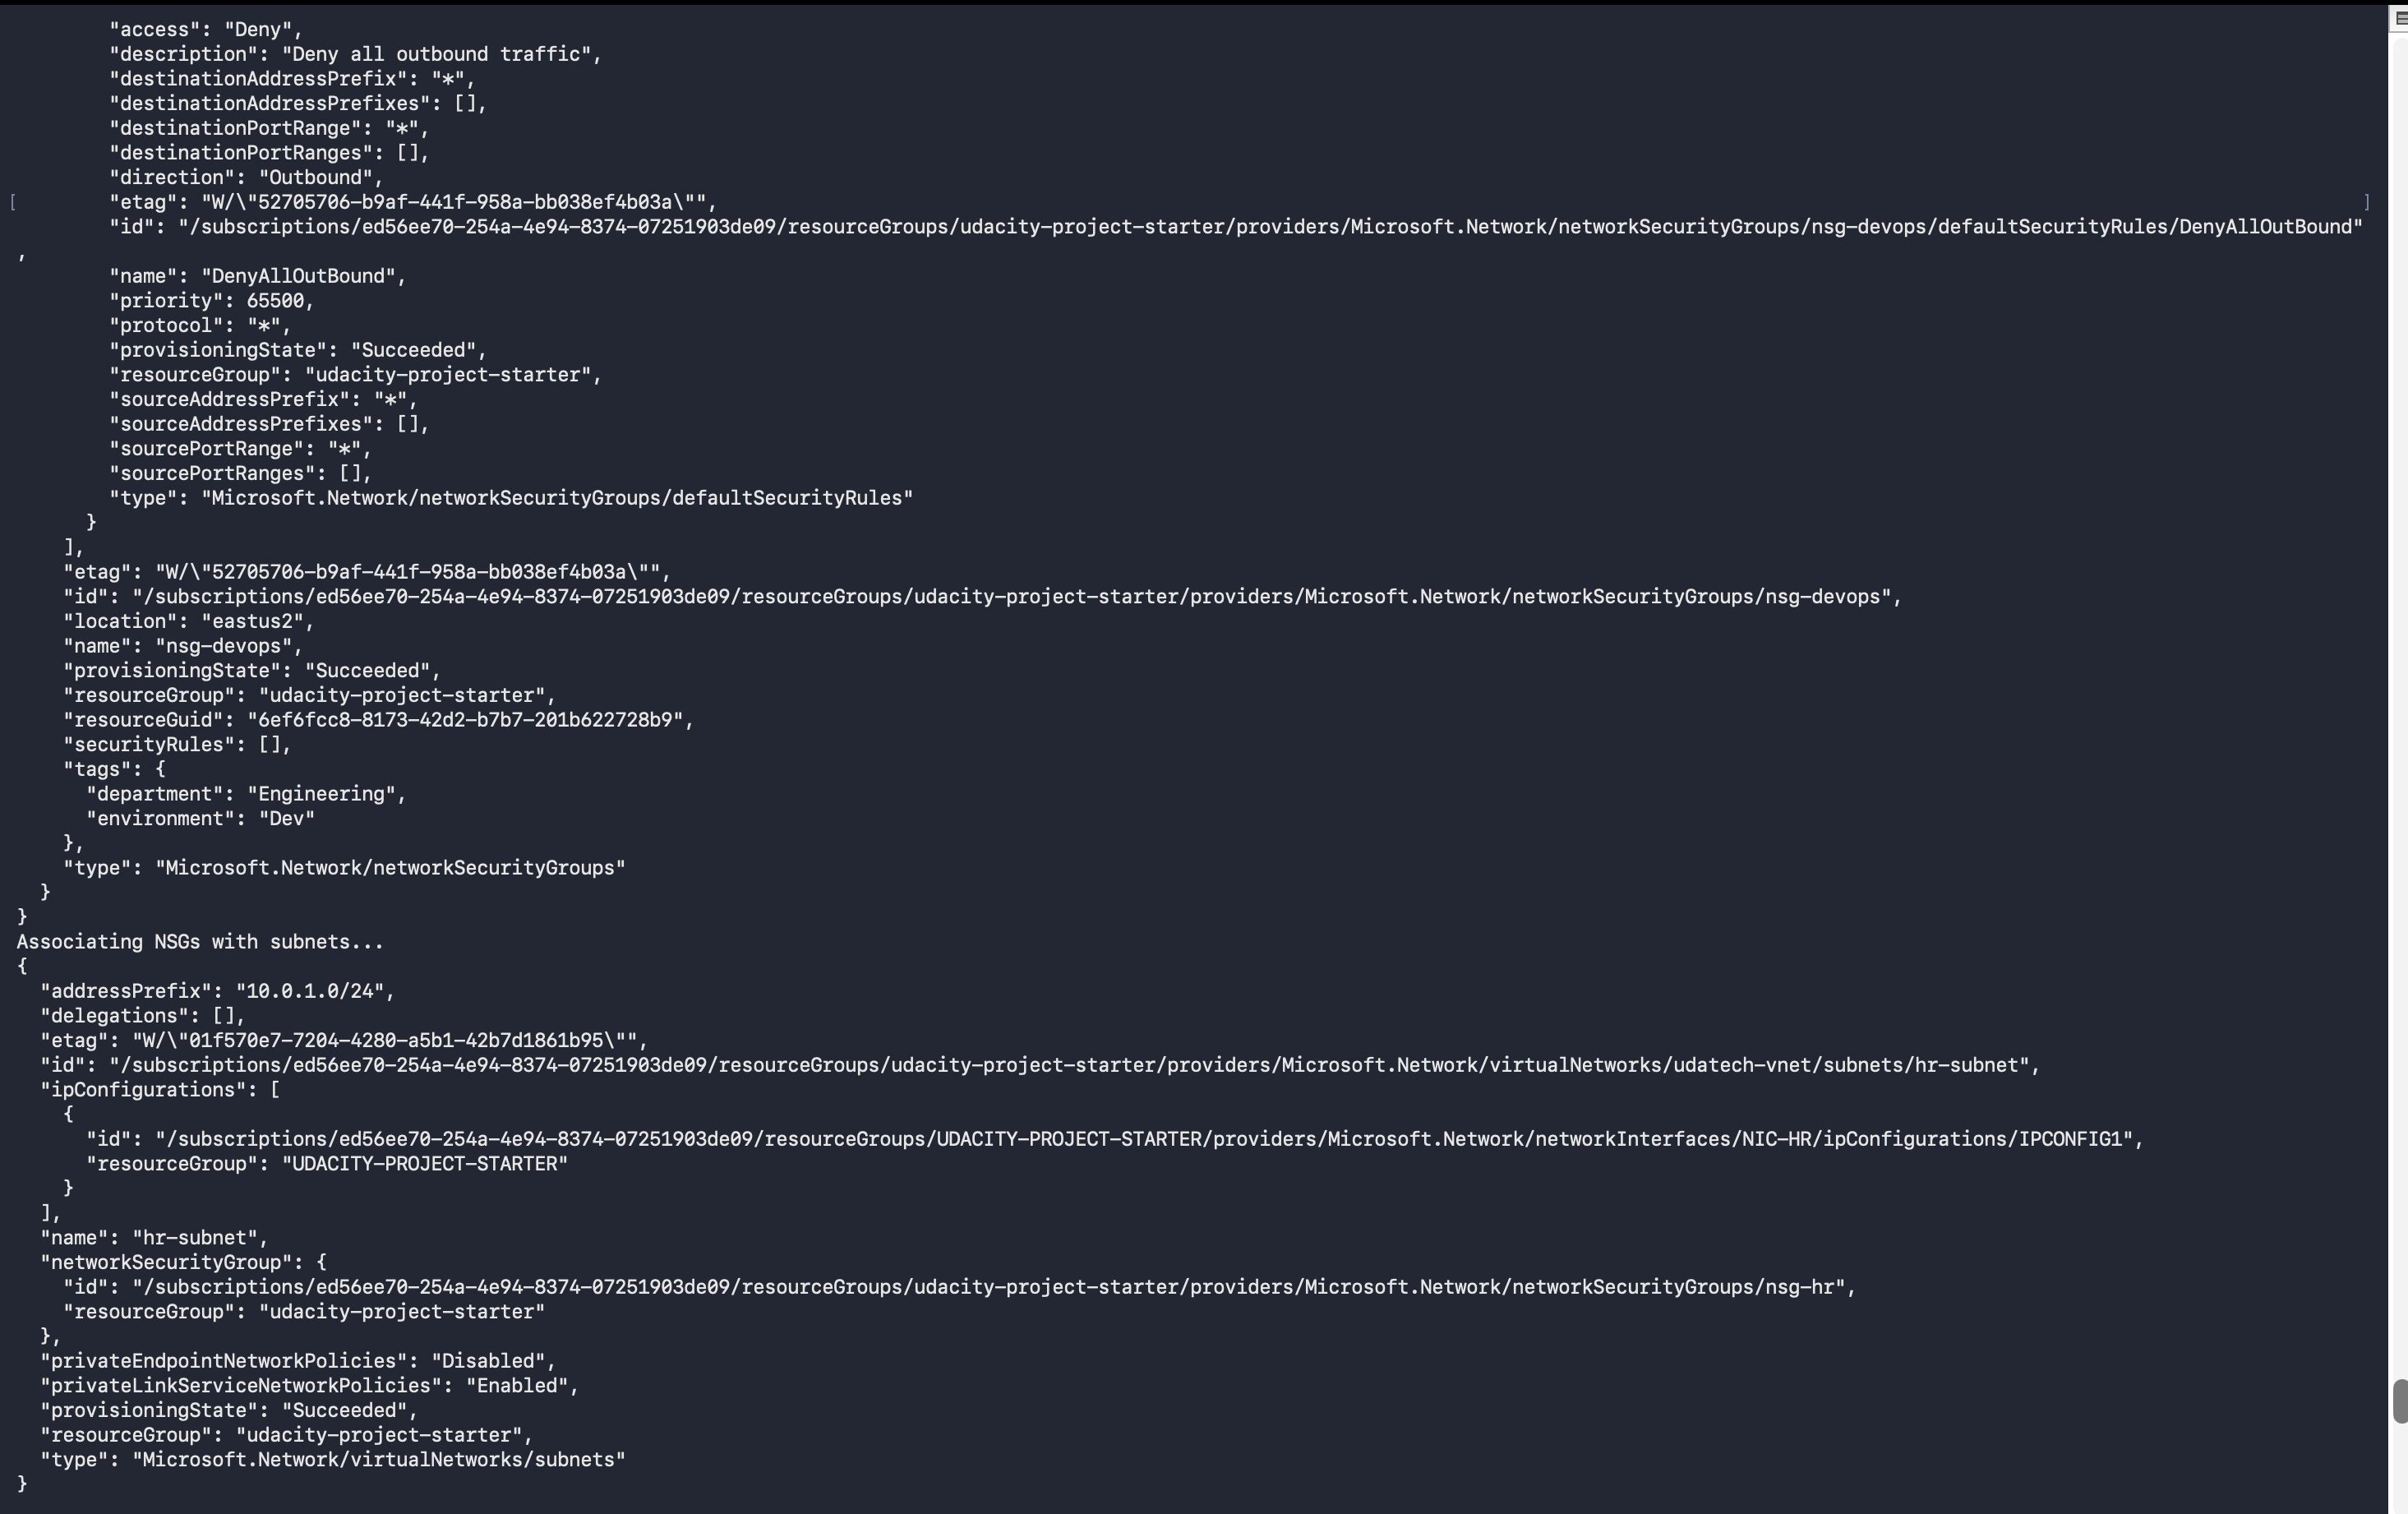 "access": "Deny",
        "description": "Deny all outbound traffic",
        "destinationAddressPrefix": "*",
        "destinationAddressPrefixes": [],
        "destinationPortRange": "*",
        "destinationPortRanges": [],
        "direction": "Outbound",
[        "etag": "W/\"52705706-b9af-441f-958a-bb038ef4b03a\"", ]
        "id": "/subscriptions/ed56ee70-254a-4e94-8374-07251903de09/resourceGroups/udacity-project-starter/providers/Microsoft.Network/networkSecurityGroups/nsg-devops/defaultSecurityRules/DenyAllOutBound"
,
        "name": "DenyAllOutBound",
        "priority": 65500,
        "protocol": "*",
        "provisioningState": "Succeeded",
        "resourceGroup": "udacity-project-starter",
        "sourceAddressPrefix": "*",
        "sourceAddressPrefixes": [],
        "sourcePortRange": "*",
        "sourcePortRanges": [],
        "type": "Microsoft.Network/networkSecurityGroups/defaultSecurityRules"
      }
    ],
    "etag": "W/\"52705706-b9af-441f-958a-bb038ef4b03a\"",
    "id": "/subscriptions/ed56ee70-254a-4e94-8374-07251903de09/resourceGroups/udacity-project-starter/providers/Microsoft.Network/networkSecurityGroups/nsg-devops",
    "location": "eastus2",
    "name": "nsg-devops",
    "provisioningState": "Succeeded",
    "resourceGroup": "udacity-project-starter",
    "resourceGuid": "6ef6fcc8-8173-42d2-b7b7-201b622728b9",
    "securityRules": [],
    "tags": {
      "department": "Engineering",
      "environment": "Dev"
    },
    "type": "Microsoft.Network/networkSecurityGroups"
  }
}
Associating NSGs with subnets...
{
  "addressPrefix": "10.0.1.0/24",
  "delegations": [],
  "etag": "W/\"01f570e7-7204-4280-a5b1-42b7d1861b95\"",
  "id": "/subscriptions/ed56ee70-254a-4e94-8374-07251903de09/resourceGroups/udacity-project-starter/providers/Microsoft.Network/virtualNetworks/udatech-vnet/subnets/hr-subnet",
  "ipConfigurations": [
    {
      "id": "/subscriptions/ed56ee70-254a-4e94-8374-07251903de09/resourceGroups/UDACITY-PROJECT-STARTER/providers/Microsoft.Network/networkInterfaces/NIC-HR/ipConfigurations/IPCONFIG1",
      "resourceGroup": "UDACITY-PROJECT-STARTER"
    }
  ],
  "name": "hr-subnet",
  "networkSecurityGroup": {
    "id": "/subscriptions/ed56ee70-254a-4e94-8374-07251903de09/resourceGroups/udacity-project-starter/providers/Microsoft.Network/networkSecurityGroups/nsg-hr",
    "resourceGroup": "udacity-project-starter"
  },
  "privateEndpointNetworkPolicies": "Disabled",
  "privateLinkServiceNetworkPolicies": "Enabled",
  "provisioningState": "Succeeded",
  "resourceGroup": "udacity-project-starter",
  "type": "Microsoft.Network/virtualNetworks/subnets"
}